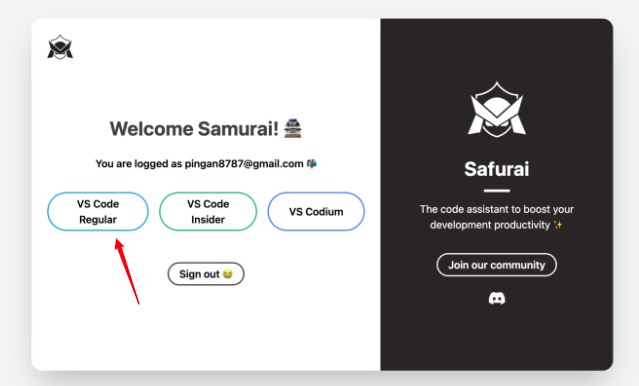 Welcome Samurai! 🏯
You are logged as pingan8787@gmail.com 📬
VS Code
Regular
VS Code
Insider
VS Codium
Sign out 😂
Safurai
The code assistant to boost your
development productivity ✨
Join our community